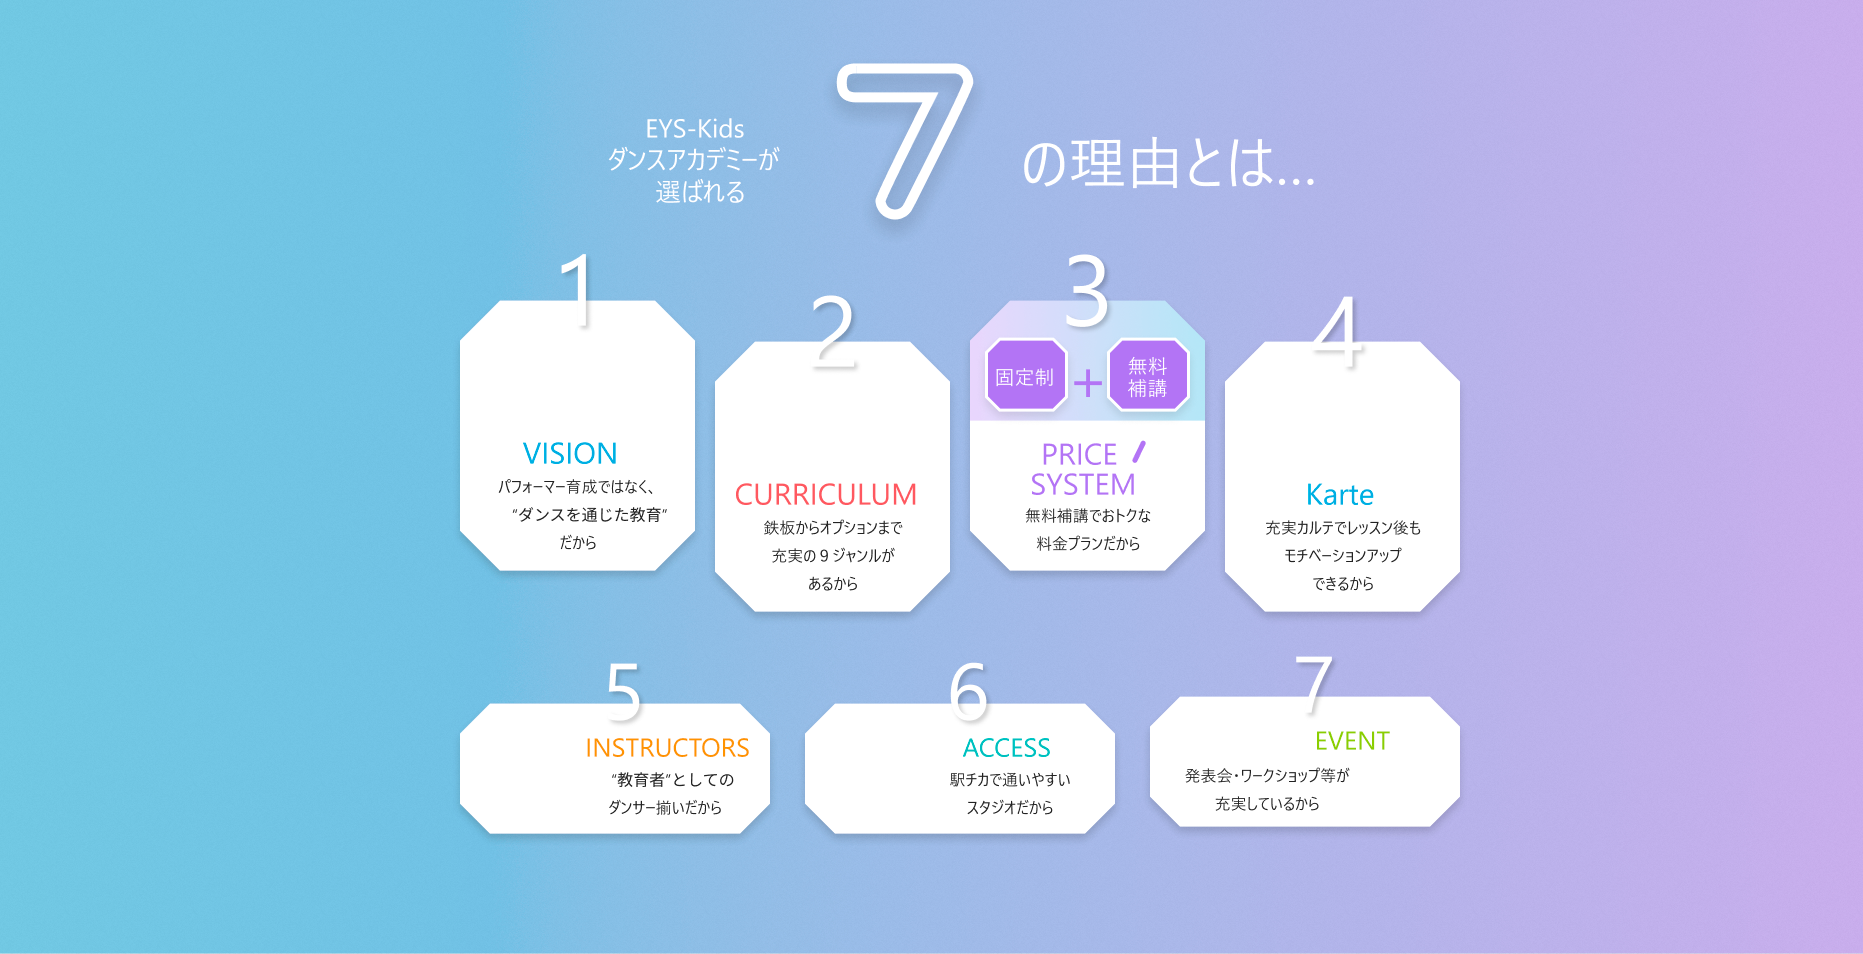 EYS-Kids
ダンスアカデミーが
選ばれる
7
の理由とは...
1
VISION
パフォーマー育成ではなく、
“ダンスを通じた教育”
だから
2
CURRICULUM
鉄板からオプションまで
充実の９ジャンルが
あるから
3
固定制
+
無料
補講
PRICE
SYSTEM
無料補講でおトクな
料金プランだから
4
Karte
充実カルテでレッスン後も
モチベーションアップ
できるから
5
INSTRUCTORS
“教育者”としての
ダンサー揃いだから
6
ACCESS
駅チカで通いやすい
スタジオだから
7
EVENT
発表会・ワークショップ等が
充実しているから